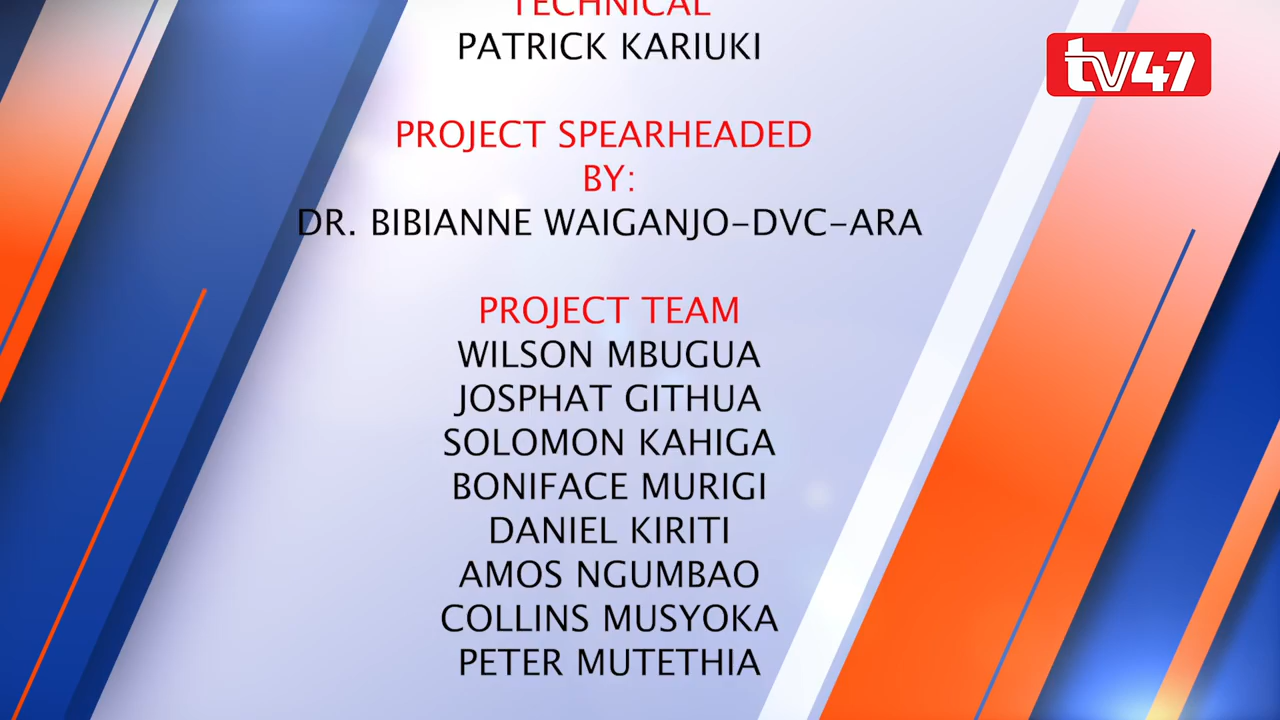 TECHNICAL
PATRICK KARIUKI
tv47
PROJECT SPEARHEADED
BY:
DR. BIBIANNE WAIGANJO-DVC-ARA
PROJECT TEAM
WILSON MBUGUA
JOSPHAT GITHUA
SOLOMON KAHIGA
BONIFACE MURIGI
DANIEL KIRITI
AMOS NGUMBAO
COLLINS MUSYOKA
PETER MUTETHIA